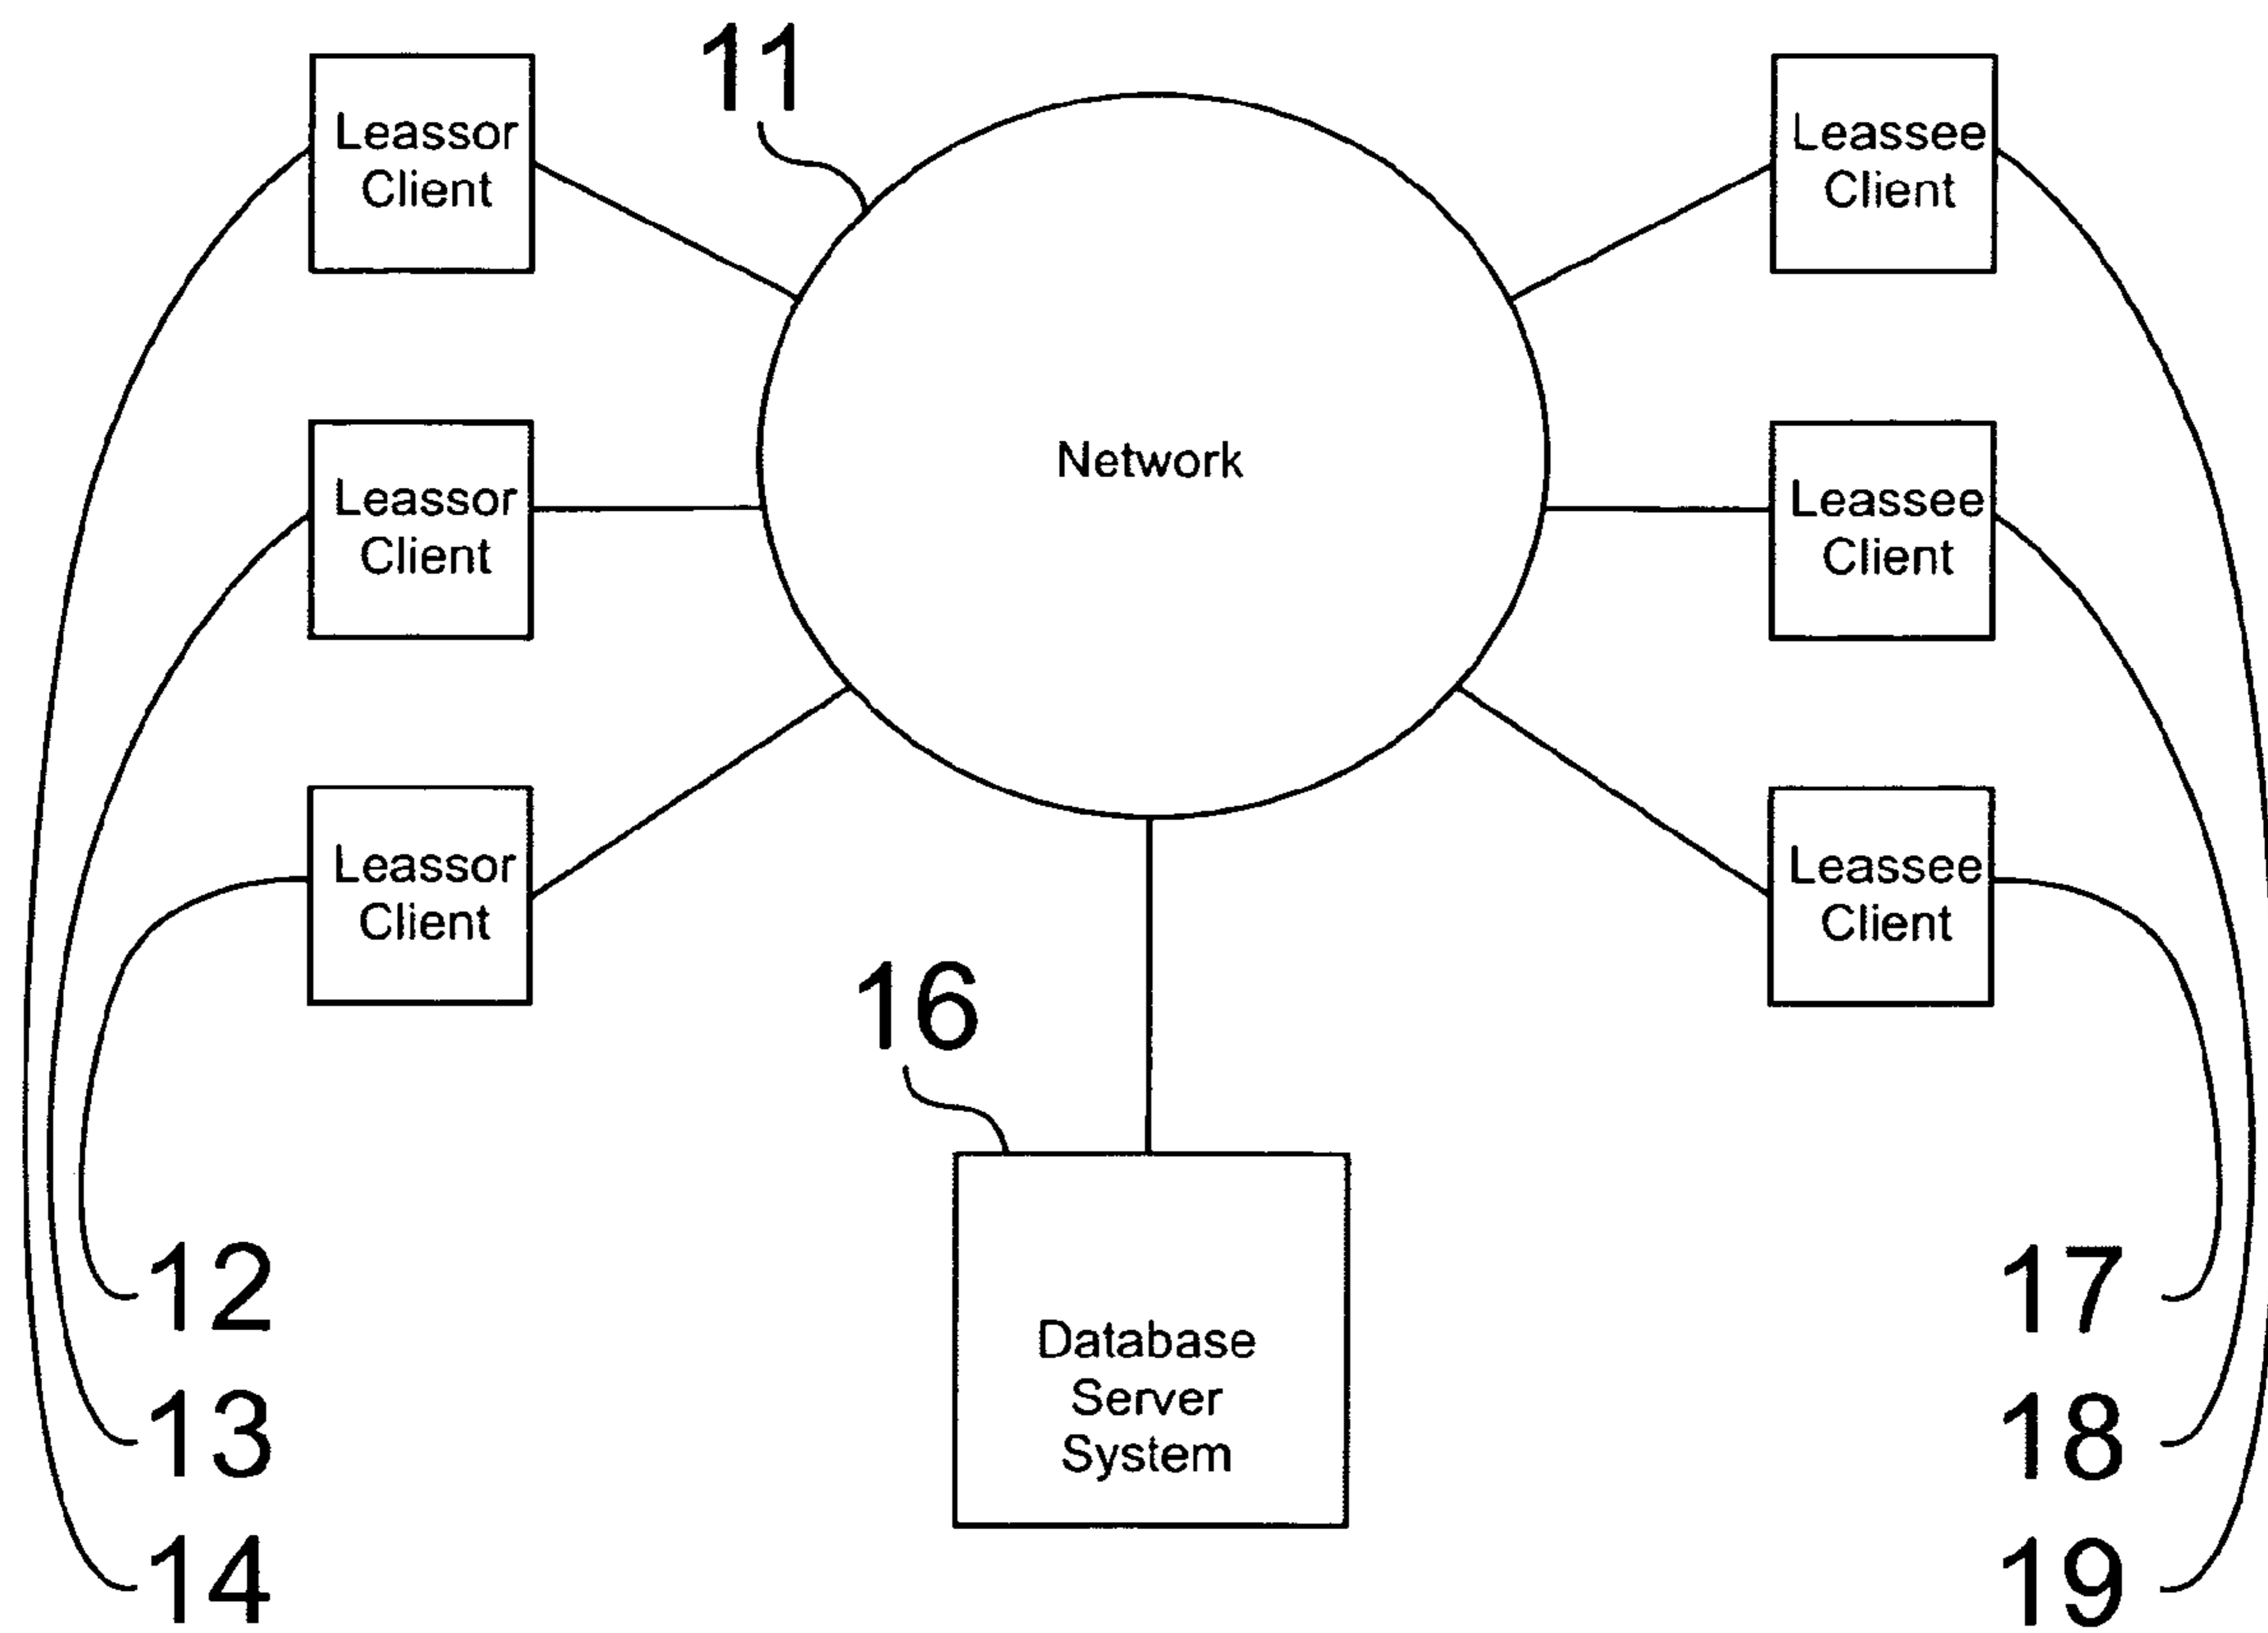 11
Leassor
Client
Leassee
Client
Network
Leassor
Client
Leassee
Client
Leassor
Client
Leassee
Client
16
12
17
Database
Server
System
13
18
14
19